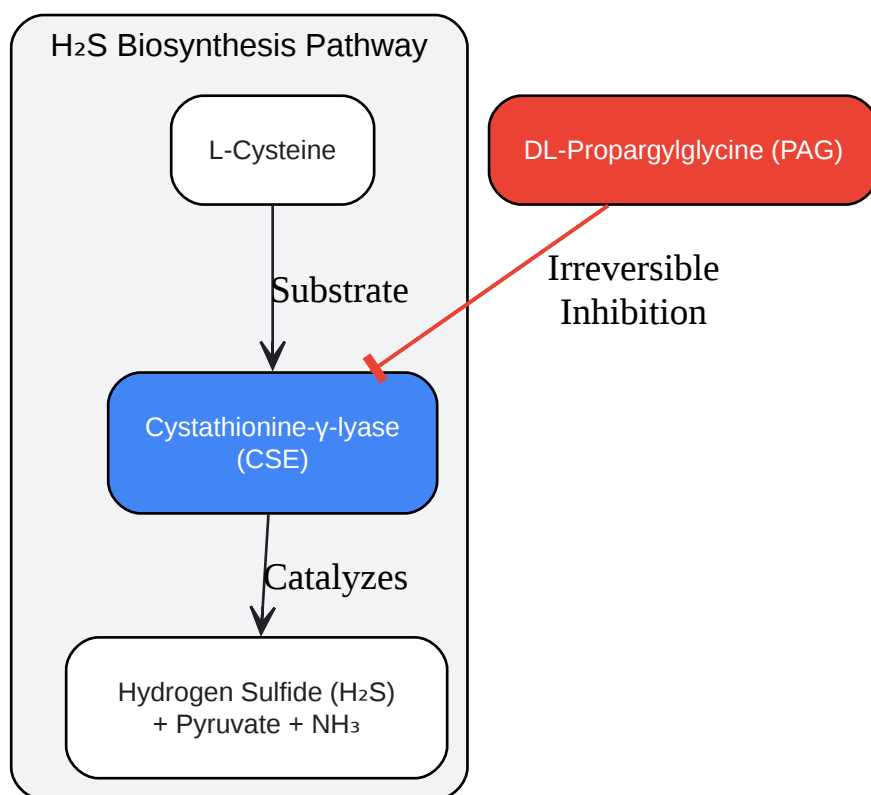 H₂S Biosynthesis Pathway
L-Cysteine
DL-Propargylglycine (PAG)
Substrate
Irreversible
Inhibition
Cystathionine-γ-lyase
(CSE)
Catalyzes
Hydrogen Sulfide (H₂S)
+ Pyruvate + NH₃